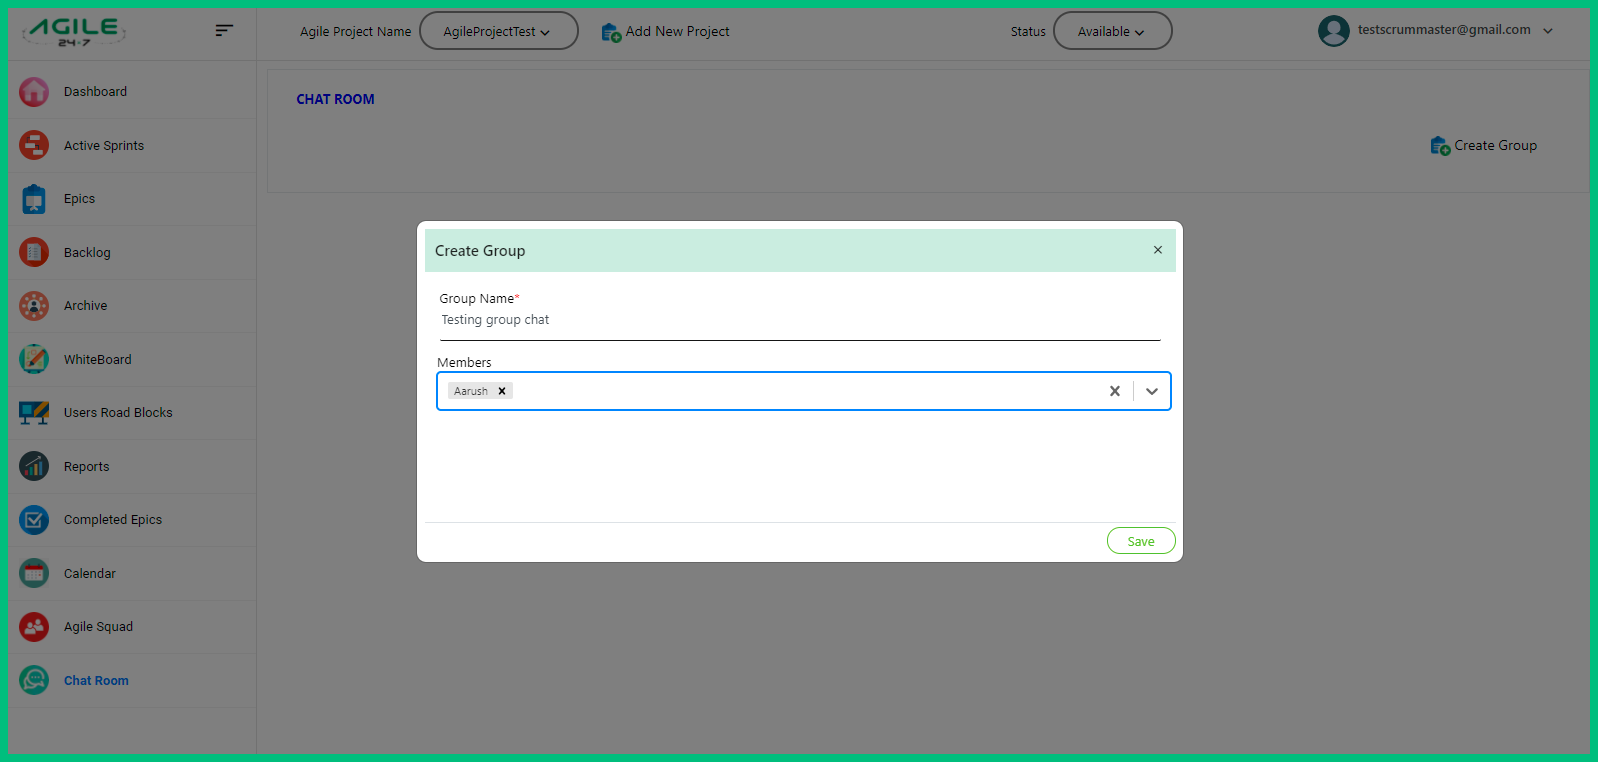 AGILE
24-7
Agile Project Name AgileProjectTest Add New Project Status Available testscrummaster@gmail.com
Dashboard
Active Sprints
Epics
Backlog
Archive
WhiteBoard
Users Road Blocks
Reports
Completed Epics
Calendar
Agile Squad
Chat Room
CHAT ROOM
Create Group
Create Group ×
Group Name*
Testing group chat
Members
Aarush
Save